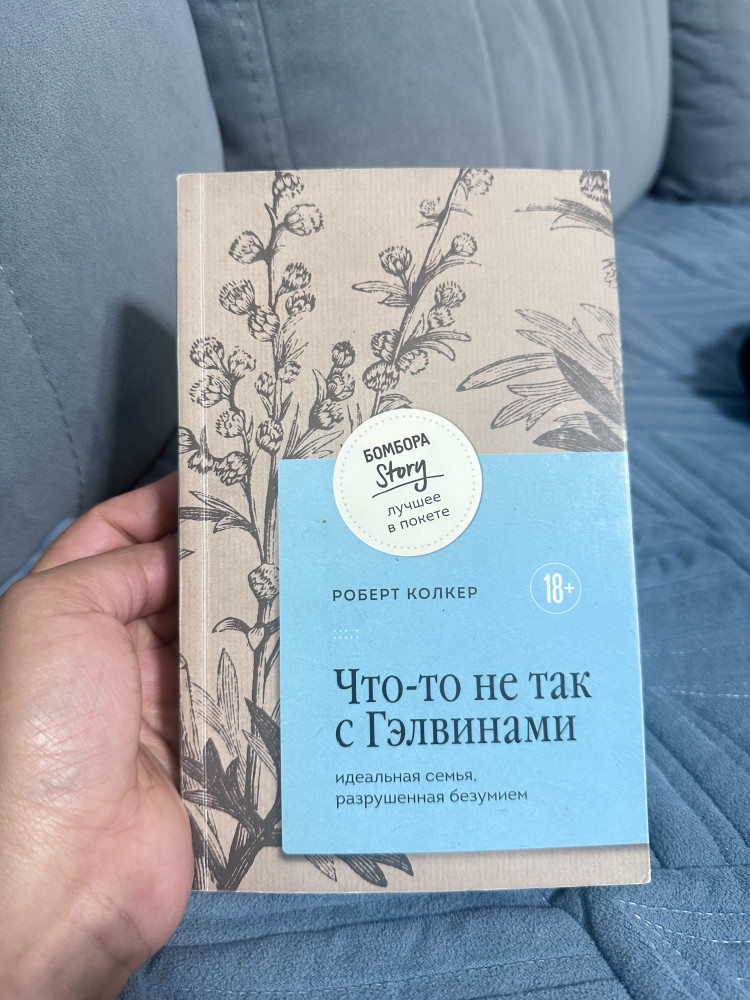 БОМБОРА
Story
лучшее
в покете
РОБЕРТ КОЛКЕР
18+
Что-то не так
с Гэлвинами
идеальная семья,
разрушенная безумием